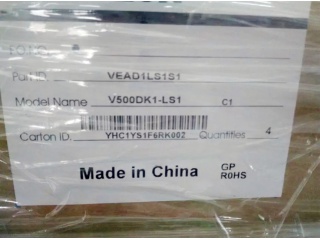 Part ID VEAD1LS1S1
Model Name V500DK1-LS1 C1
Carton ID. YHC1YS1F6RK002 Quantities 4
Made in China GP
R0HS